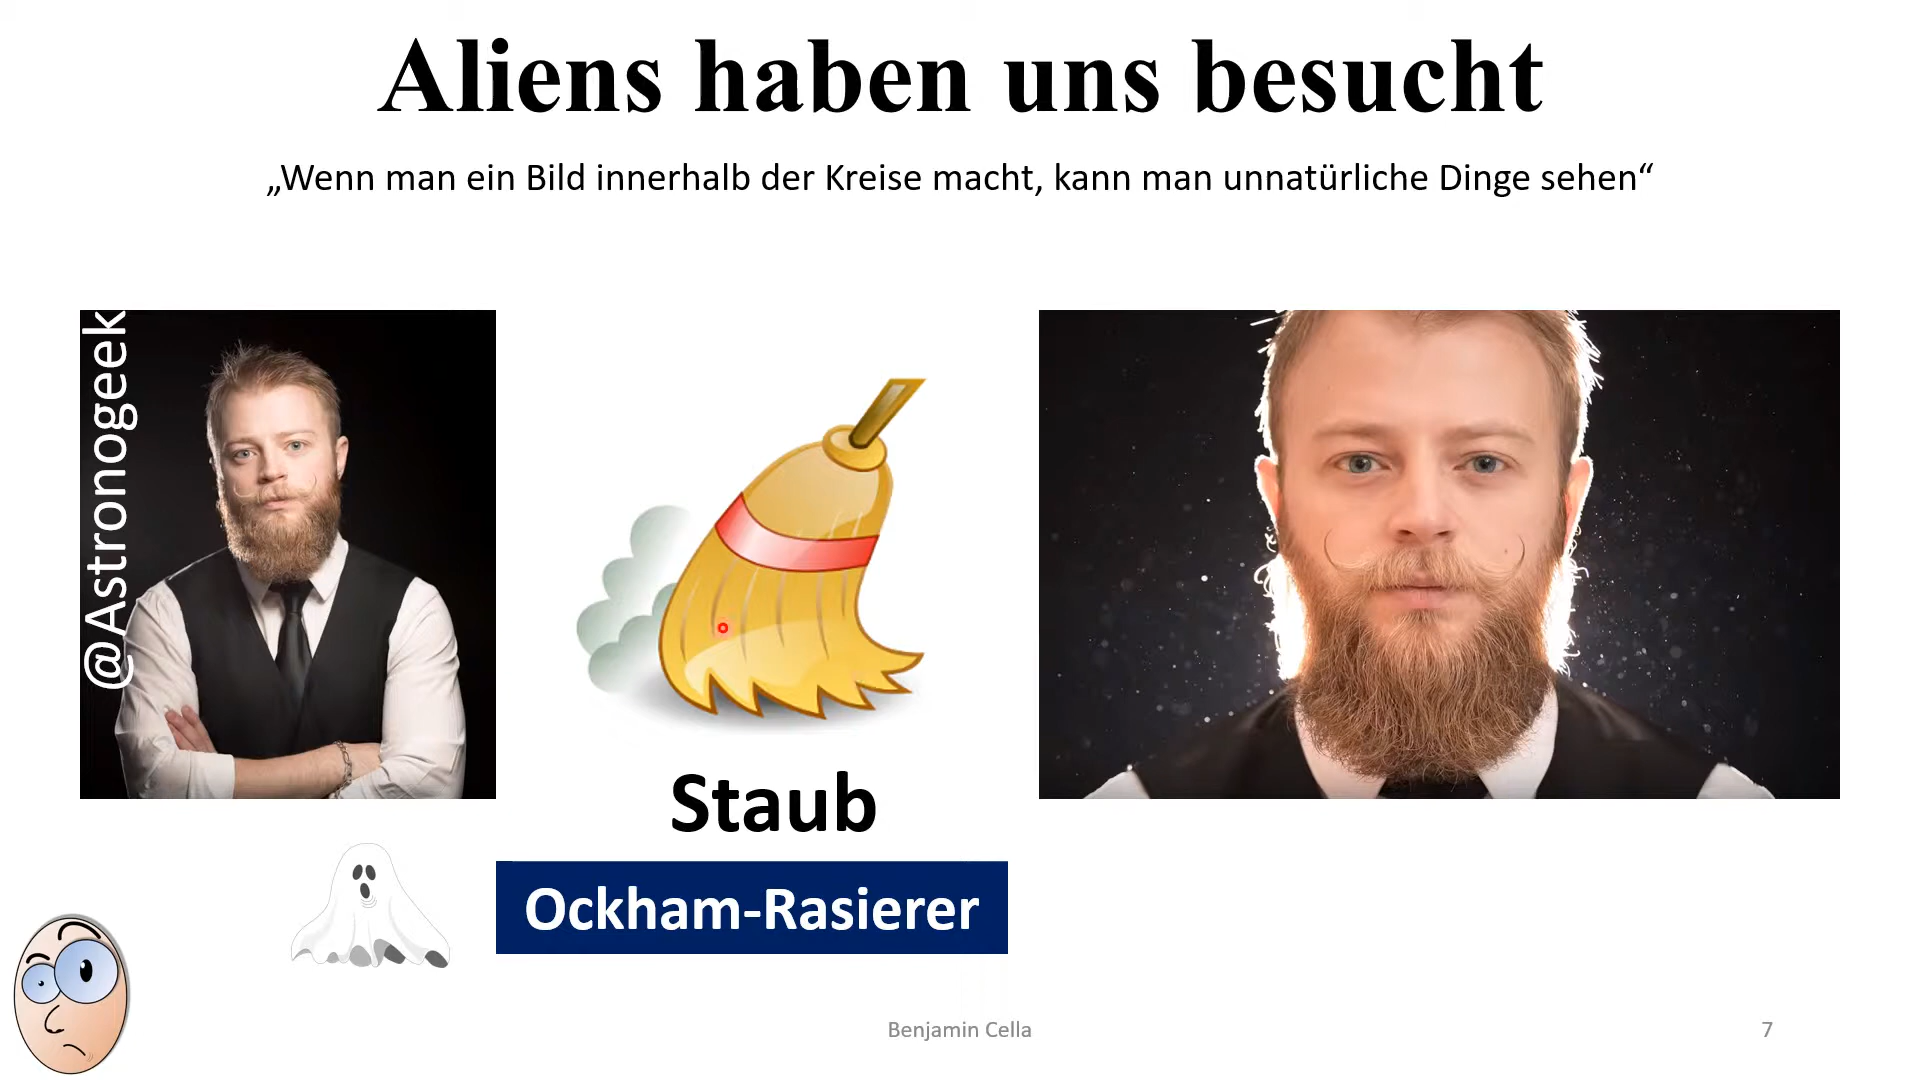 Aliens haben uns besucht
„Wenn man ein Bild innerhalb der Kreise macht, kann man unnatürliche Dinge sehen“
@Astronogeek
Staub
Ockham-Rasierer
Benjamin Cella
7